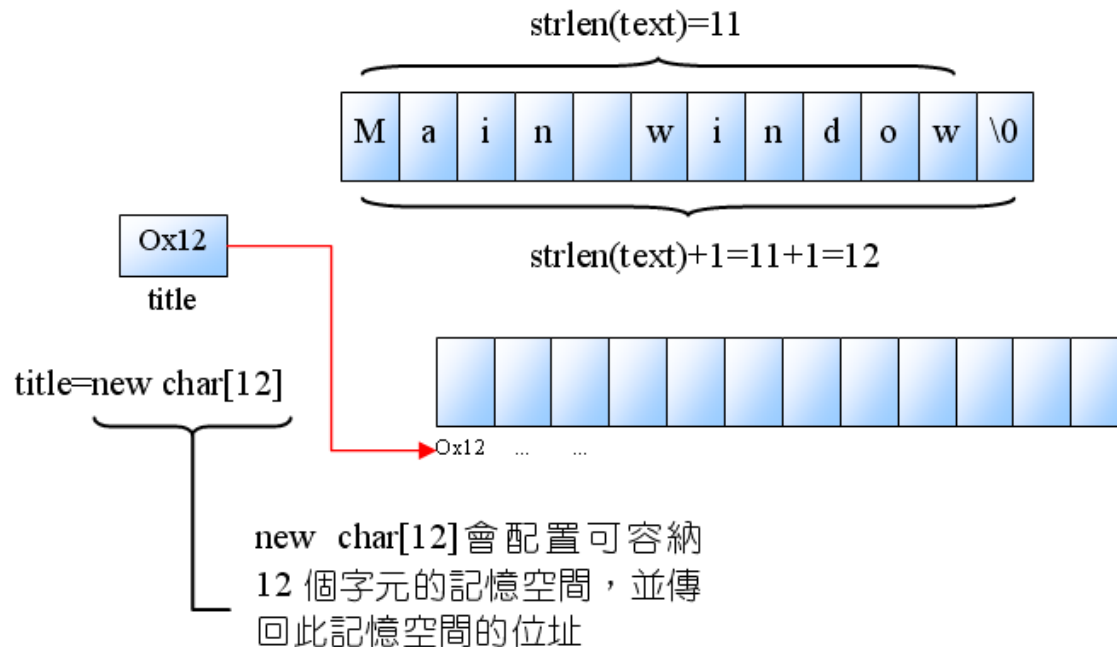 strlen(text)=11
M a i n w i n d o w \0
Ox12
strlen(text)+1=11+1=12
title
title=new char[12]
Ox12 ... ...
new char[12]會配置可容納
12 個字元的記憶空間，並傳
回此記憶空間的位址